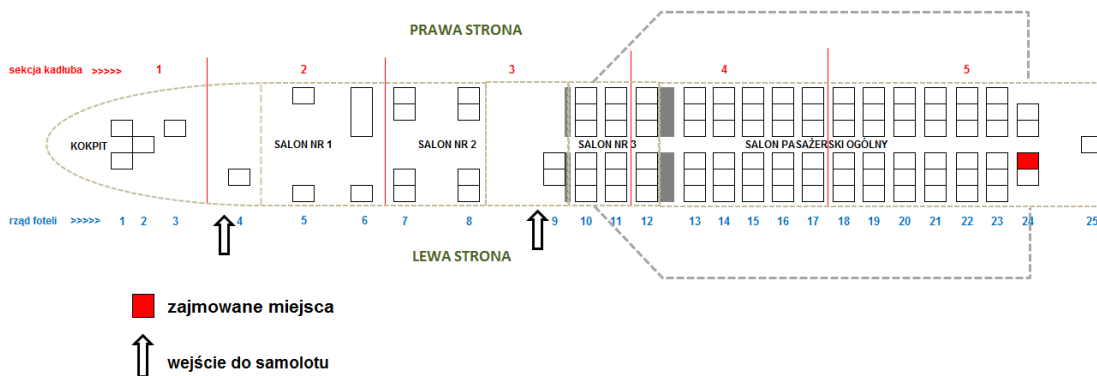 PRAWA STRONA
sekcja kadłuba >>>>> 1 2 3 4 5
KOKPIT SALON NR 1 SALON NR 2 SALON NR 3 SALON PASAŻERSKI OGÓLNY
rząd foteli >>>>> 1 2 3 4 5 6 7 8 9 10 11 12 13 14 15 16 17 18 19 20 21 22 23 24 25
LEWA STRONA
zajmowane miejsca
wejście do samolotu